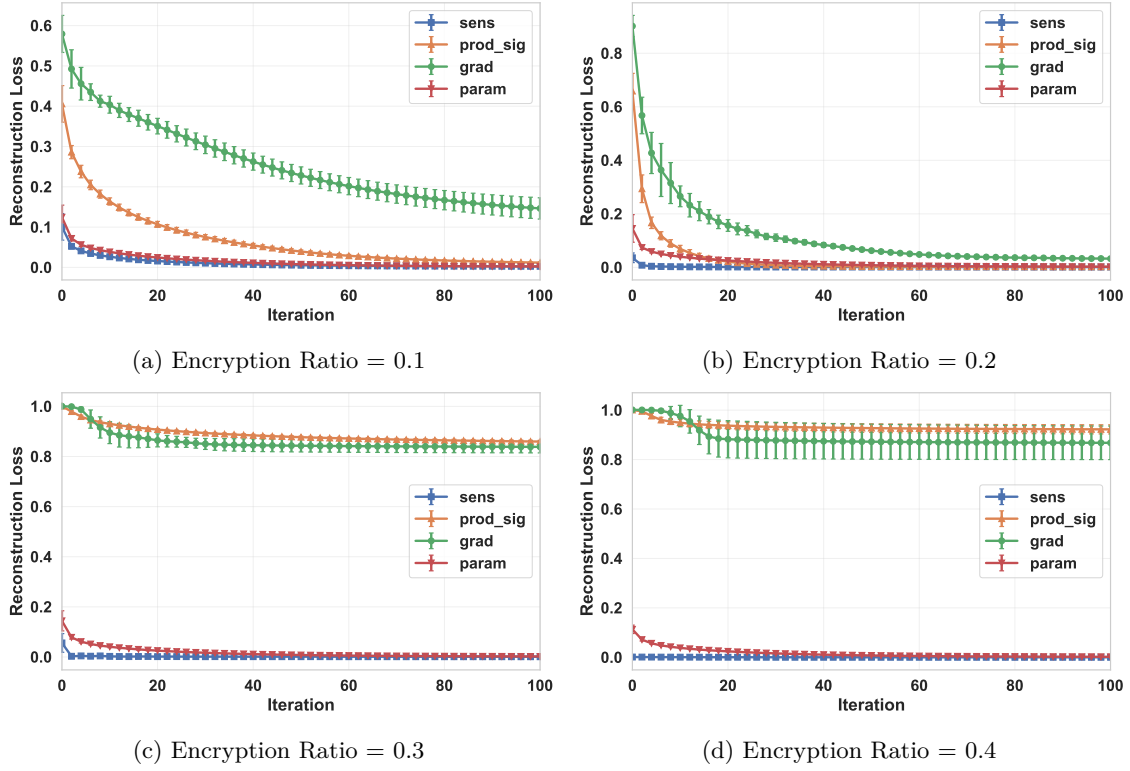 0.6
0.5
0.4
0.3
0.2
0.1
0.0
Reconstruction Loss
sens
prod_sig
grad
param
0 20 40 60 80 100
Iteration
(a) Encryption Ratio = 0.1
0.8
0.6
0.4
0.2
0.0
Reconstruction Loss
sens
prod_sig
grad
param
0 20 40 60 80 100
Iteration
(b) Encryption Ratio = 0.2
1.0
0.8
0.6
0.4
0.2
0.0
Reconstruction Loss
sens
prod_sig
grad
param
0 20 40 60 80 100
Iteration
(c) Encryption Ratio = 0.3
1.0
0.8
0.6
0.4
0.2
0.0
Reconstruction Loss
sens
prod_sig
grad
param
0 20 40 60 80 100
Iteration
(d) Encryption Ratio = 0.4